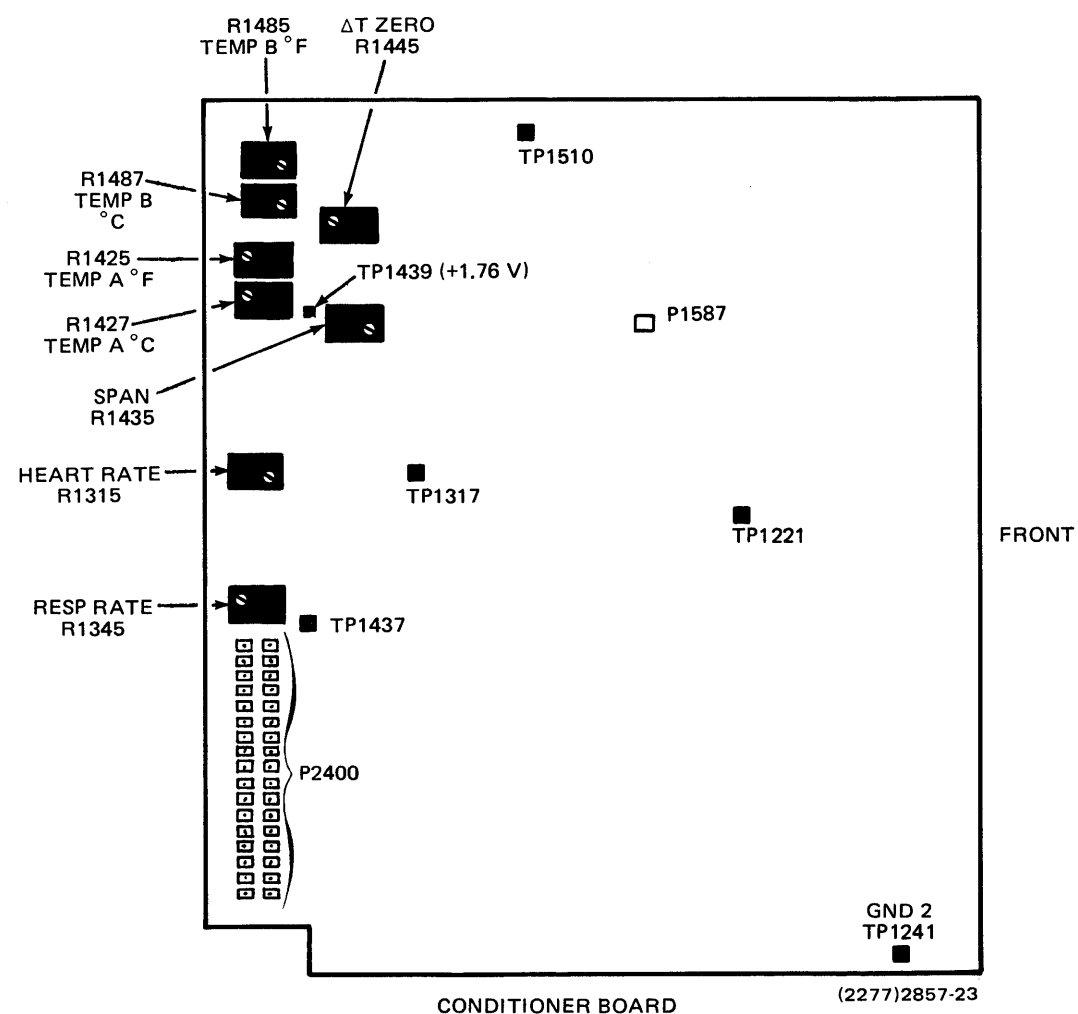 R1485
TEMP B °F
ΔT ZERO
R1445
TP1510
R1487
TEMP B
°C
R1425
TEMP A °F
TP1439 (+1.76 V)
R1427
TEMP A °C
P1587
SPAN
R1435
HEART RATE
R1315
TP1317
TP1221
FRONT
RESP RATE
R1345
TP1437
P2400
GND 2
TP1241
(2277)2857-23
CONDITIONER BOARD